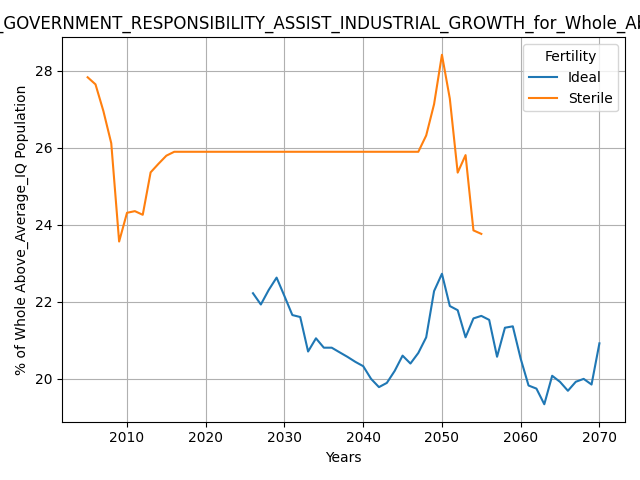 _GOVERNMENT_RESPONSIBILITY_ASSIST_INDUSTRIAL_GROWTH_for_Whole_Ab
Fertility
Ideal
Sterile
% of Whole Above_Average_IQ Population
28
26
24
22
20
2010 2020 2030 2040 2050 2060 2070
Years